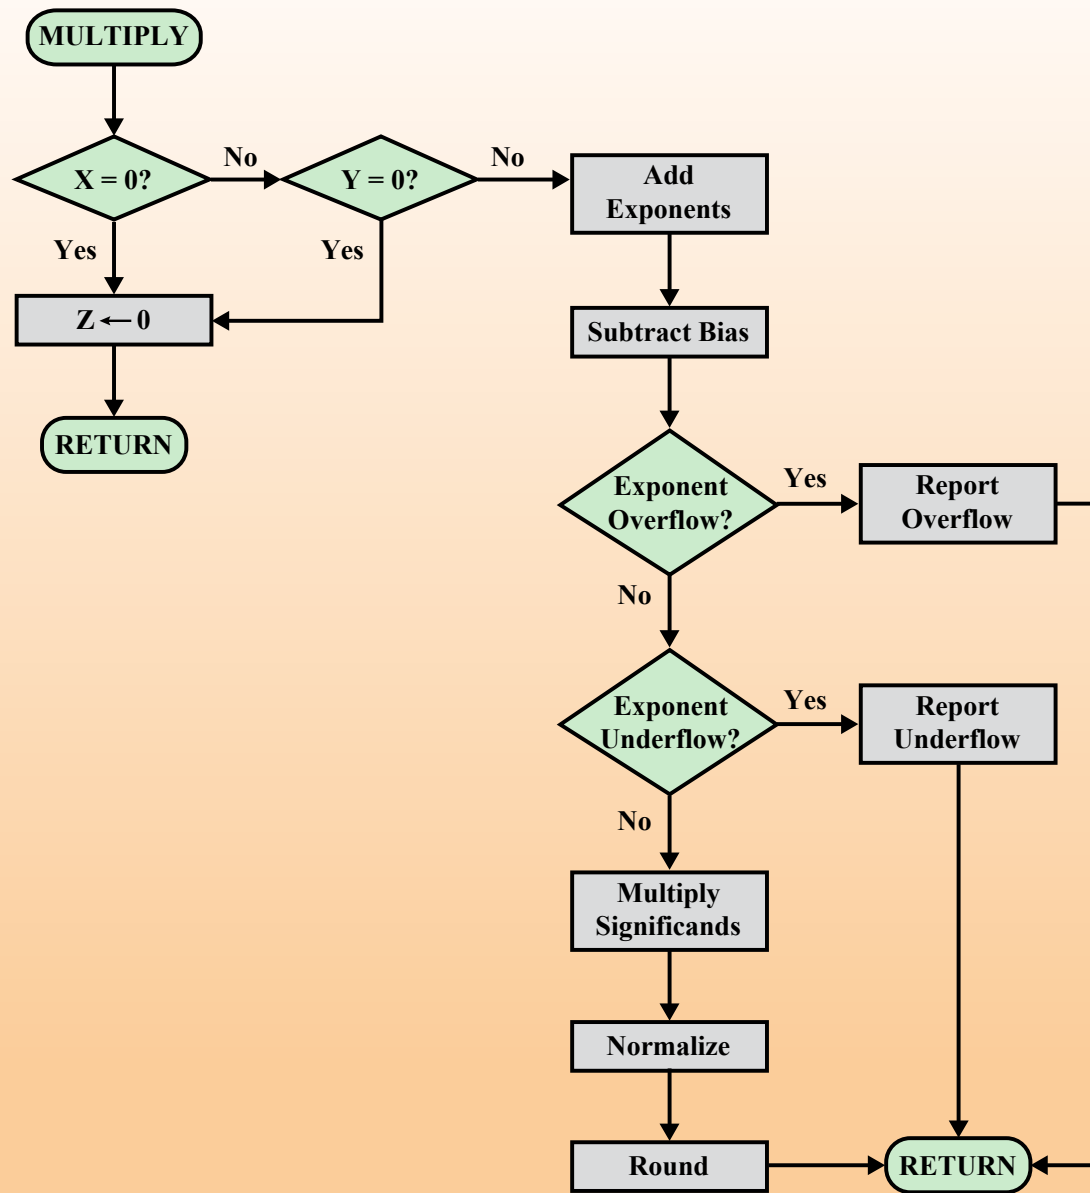 MULTIPLY
X = 0?
No
Y = 0?
No
Add
Exponents
Yes
Yes
Z ← 0
Subtract Bias
RETURN
Exponent
Overflow?
Yes
Report
Overflow
No
Exponent
Underflow?
Yes
Report
Underflow
No
Multiply
Significands
Normalize
Round
RETURN